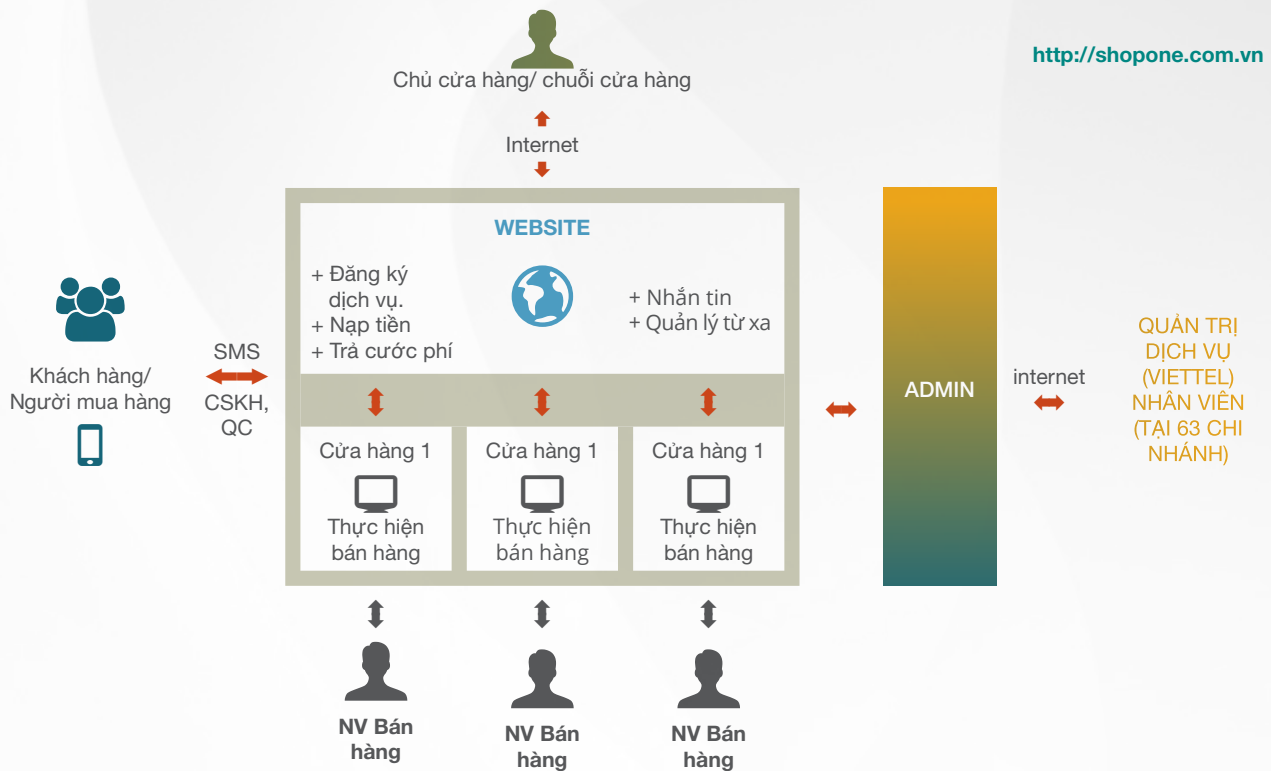 http://shopone.com.vn
Chủ cửa hàng/ chuỗi cửa hàng
Internet
WEBSITE
+ Đăng ký
dịch vụ.
+ Nạp tiền
+ Trả cước phí
+ Nhắn tin
+ Quản lý từ xa
Khách hàng/
Người mua hàng
SMS
CSKH,
QC
Cửa hàng 1
Thực hiện
bán hàng
Cửa hàng 1
Thực hiện
bán hàng
Cửa hàng 1
Thực hiện
bán hàng
ADMIN
internet
QUẢN TRỊ
DỊCH VỤ
(VIETTEL)
NHÂN VIÊN
(TẠI 63 CHI
NHÁNH)
NV Bán
hàng
NV Bán
hàng
NV Bán
hàng